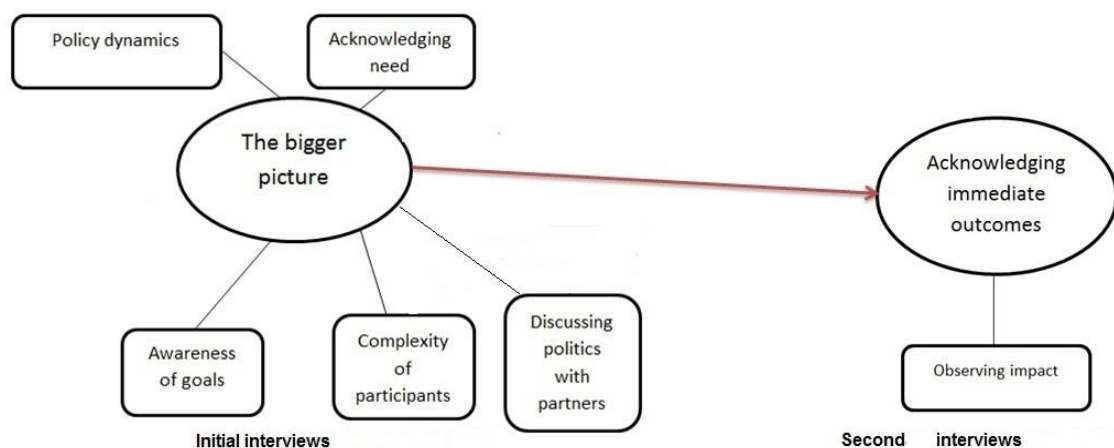 Policy dynamics
Acknowledging
need
The bigger
picture
Acknowledging
immediate
outcomes
Awareness
of goals
Complexity
of
participants
Discussing
politics
with
partners
Observing impact
Initial interviews
Second interviews